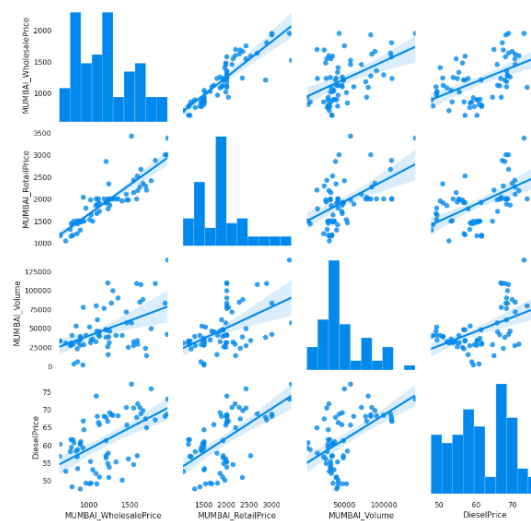 MUMBAI_WholesalePrice
2000
1500
1000
MUMBAI_RetailPrice
3500
3000
2500
2000
1500
1000
MUMBAI_Volume
125000
100000
75000
50000
25000
0
DieselPrice
75
70
65
60
55
50
1000 1500
MUMBAI_WholesalePrice
1500 2000 2500 3000
MUMBAI_RetailPrice
50000 100000
MUMBAI_Volume
50 60 70
DieselPrice